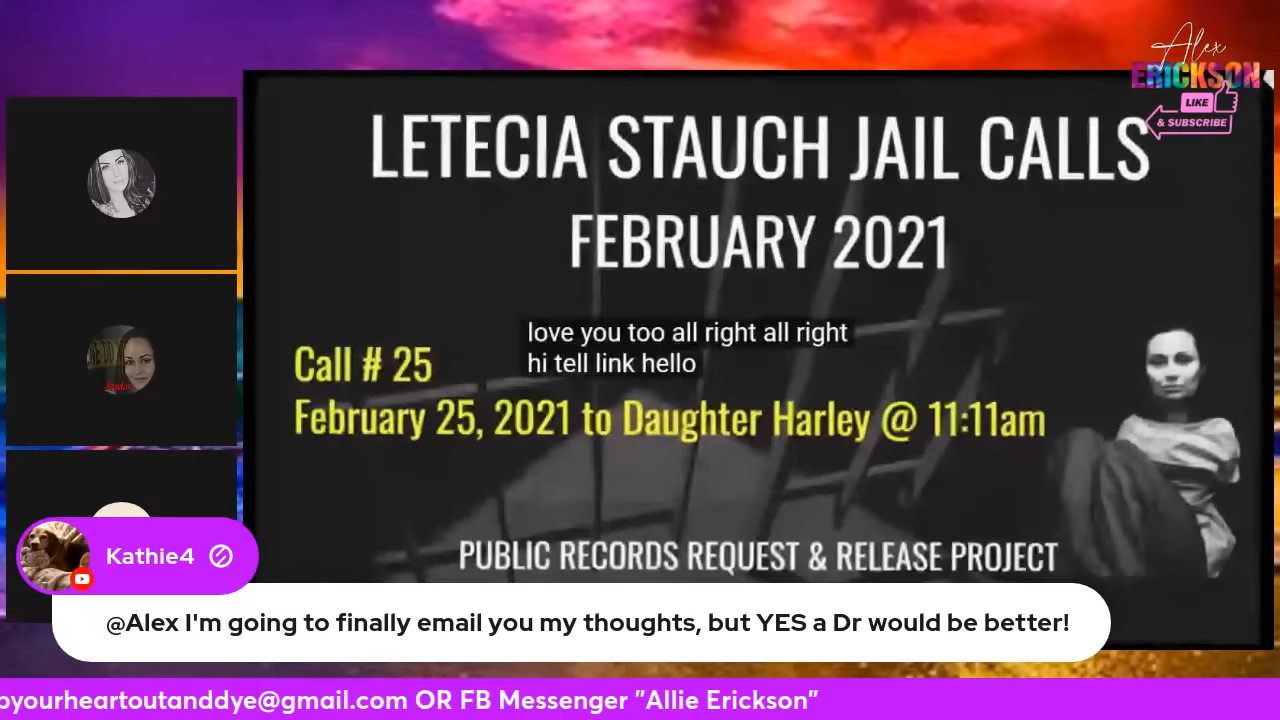 Alex
ERICKSON
LIKE
& SUBSCRIBE
LETECIA STAUCH JAIL CALLS
FEBRUARY 2021
love you too all right all right
hi tell link hello
Call # 25
February 25, 2021 to Daughter Harley @ 11:11am
PUBLIC RECORDS REQUEST & RELEASE PROJECT
Kathie4
@Alex I'm going to finally email you my thoughts, but YES a Dr would be better!
pyourheartoutanddye@gmail.com OR FB Messenger "Allie Erickson"